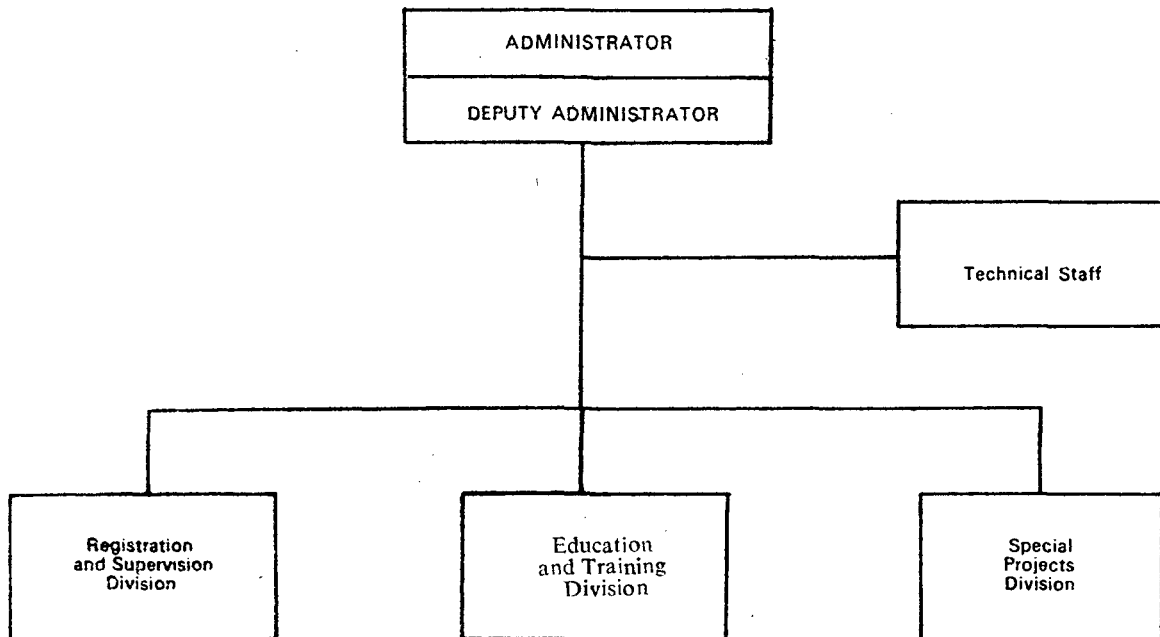 ADMINISTRATOR
DEPUTY ADMINISTRATOR
Technical Staff
Registration
and Supervision
Division
Education
and Training
Division
Special
Projects
Division